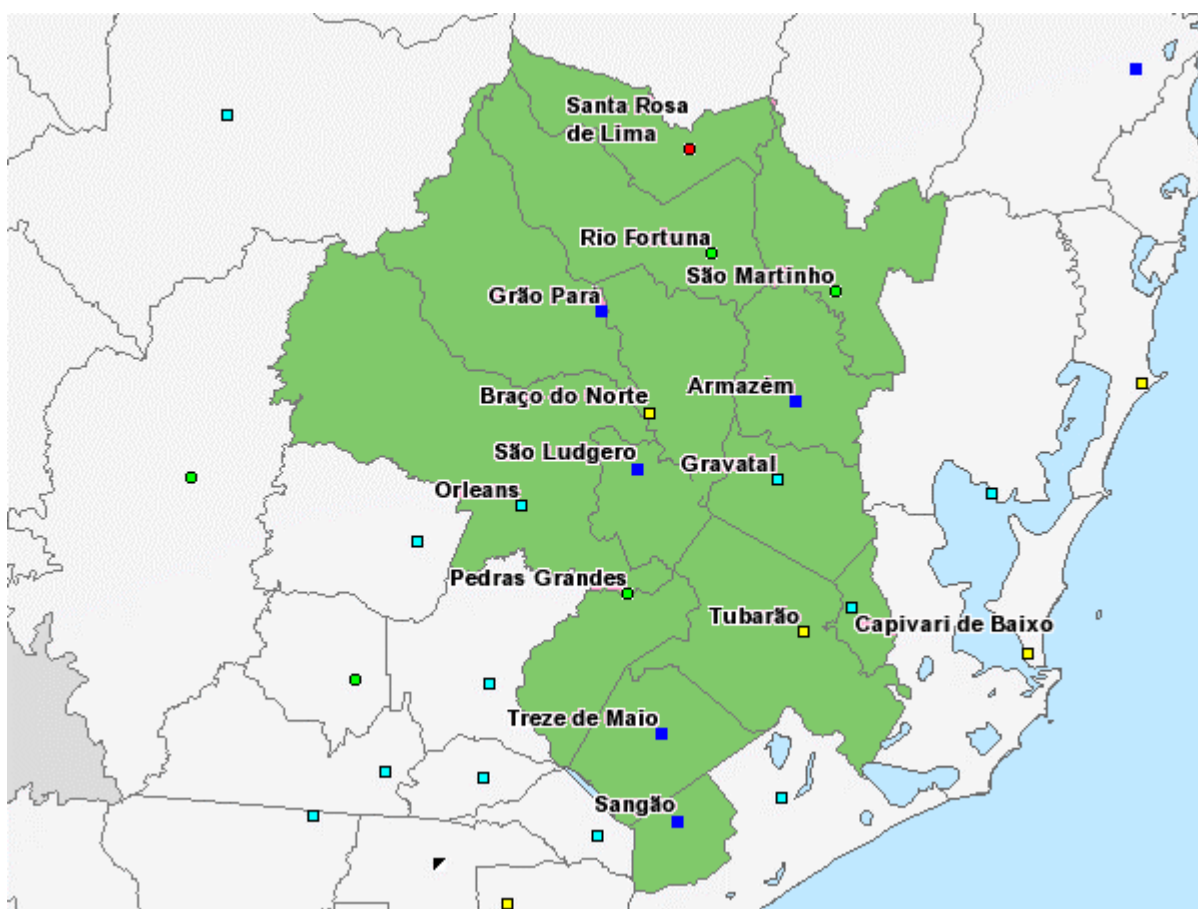 Santa Rosa
de Lima
Rio Fortuna
São Martinho
Grão Pará
Armazém
Braço do Norte
São Ludgero
Gravatal
Orleans
Pedras Grandes
Tubarão
Capivari de Baixo
Treze de Maio
Sangão